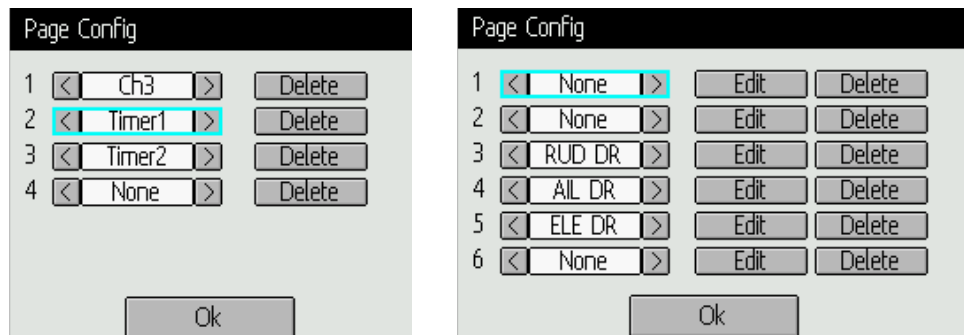 Page Config
1 < Ch3 > Delete
2 < Timer1 > Delete
3 < Timer2 > Delete
4 < None > Delete
Ok
Page Config
1 < None > Edit Delete
2 < None > Edit Delete
3 < RUD DR > Edit Delete
4 < AIL DR > Edit Delete
5 < ELE DR > Edit Delete
6 < None > Edit Delete
Ok